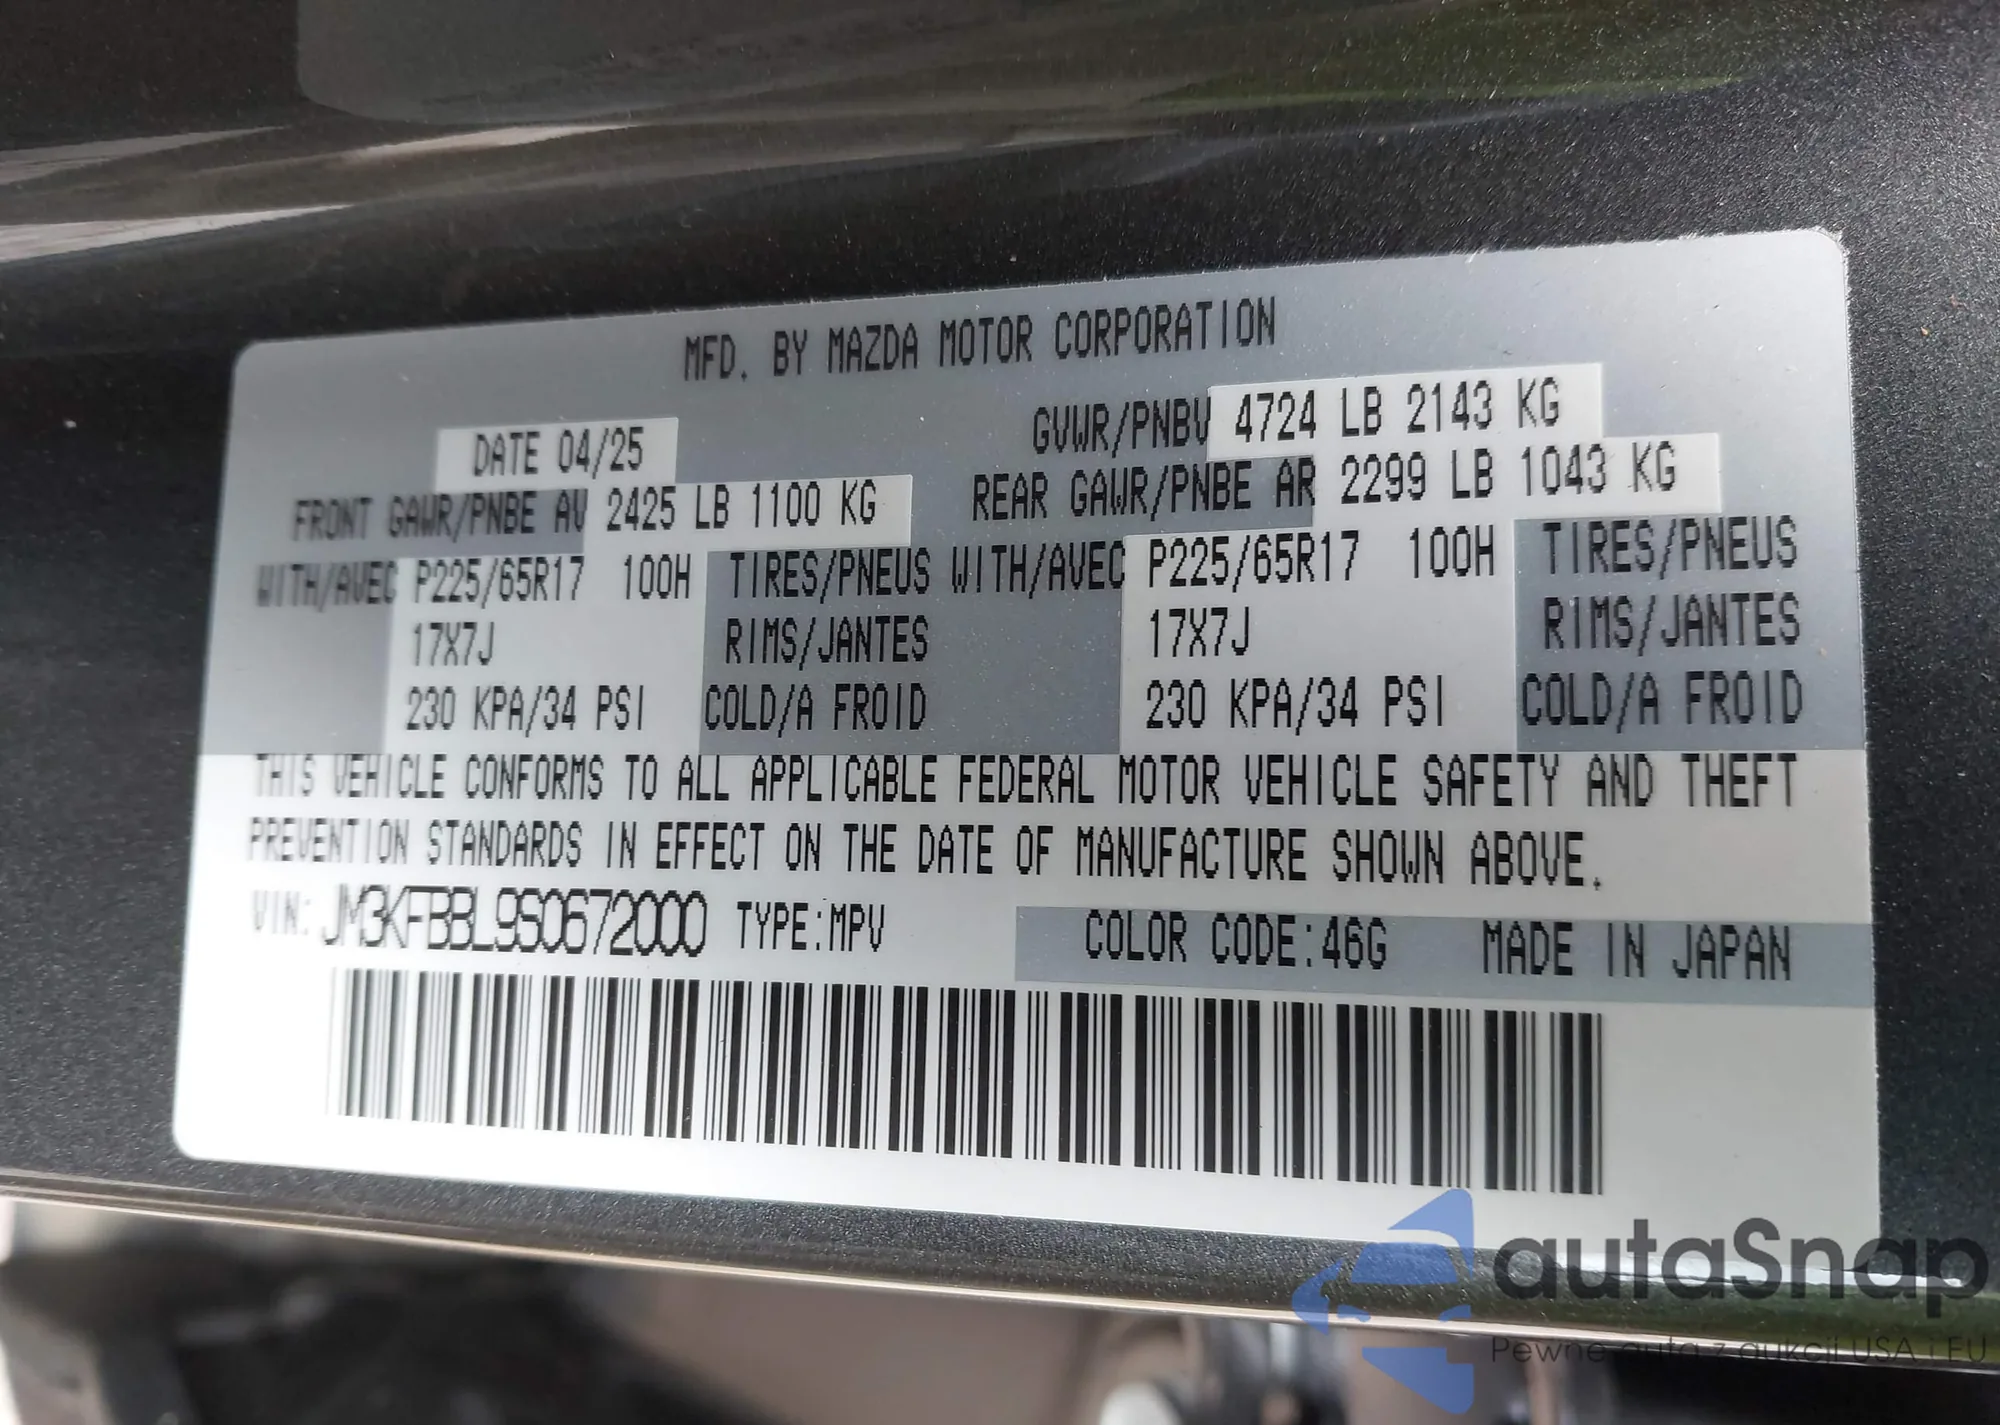 MFD. BY MAZDA MOTOR CORPORATION
DATE 04/25 GVWR/PNBV 4724 LB 2143 KG
FRONT GAWR/PNBE AV 2425 LB 1100 KG REAR GAWR/PNBE AR 2299 LB 1043 KG
WITH/AVEC P225/65R17 100H TIRES/PNEUS WITH/AVEC P225/65R17 100H TIRES/PNEUS
17X7J RIMS/JANTES 17X7J RIMS/JANTES
230 KPA/34 PSI COLD/A FROID 230 KPA/34 PSI COLD/A FROID
THIS VEHICLE CONFORMS TO ALL APPLICABLE FEDERAL MOTOR VEHICLE SAFETY AND THEFT
PREVENTION STANDARDS IN EFFECT ON THE DATE OF MANUFACTURE SHOWN ABOVE.
VIN: JM3KFBBL9S0672000 TYPE:MPV COLOR CODE:46G MADE IN JAPAN
autaSnap
Pewne auta z aukcji USA i EU